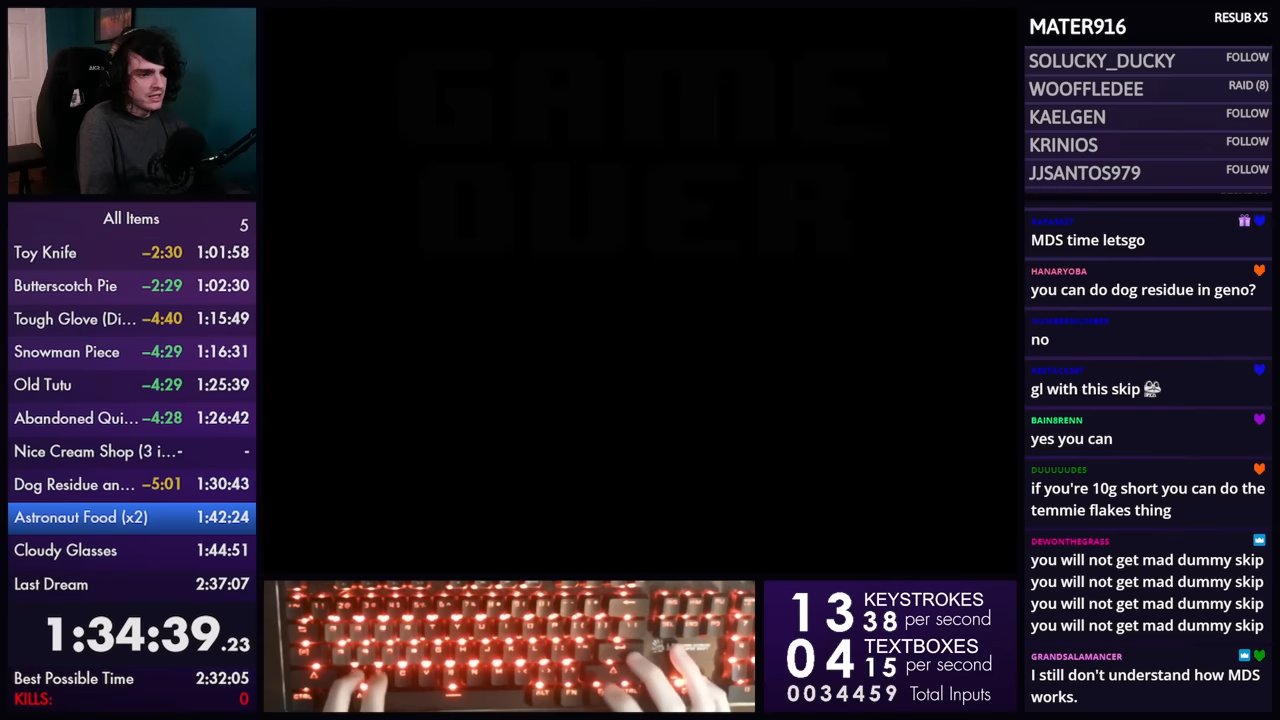 GAME
OVER
All Items
5
Toy Knife −2:30 1:01:58
Butterscotch Pie −2:29 1:02:30
Tough Glove (Di... −4:40 1:15:49
Snowman Piece −4:29 1:16:31
Old Tutu −4:29 1:25:39
Abandoned Qui... −4:28 1:26:42
Nice Cream Shop (3 i...- -
Dog Residue an... −5:01 1:30:43
Astronaut Food (x2) 1:42:24
Cloudy Glasses 1:44:51
Last Dream 2:37:07
1:34:39.23
Best Possible Time 2:32:05
KILLS: 0
13 KEYSTROKES
38 per second
04 TEXTBOXES
15 per second
0034459 Total Inputs
MATER916 RESUB X5
SOLUCKY_DUCKY FOLLOW
WOOFFLEDEE RAID (8)
KAELGEN FOLLOW
KRINIOS FOLLOW
JJSANTOS979 FOLLOW
MDS time letsgo
HANARYOBA
you can do dog residue in geno?
no
gl with this skip
BAIN8RENN
yes you can
DUUUUUDES
if you're 10g short you can do the
temmie flakes thing
DEWONTHEGRASS
you will not get mad dummy skip
you will not get mad dummy skip
you will not get mad dummy skip
you will not get mad dummy skip
GRANDSALAMANCER
I still don't understand how MDS
works.